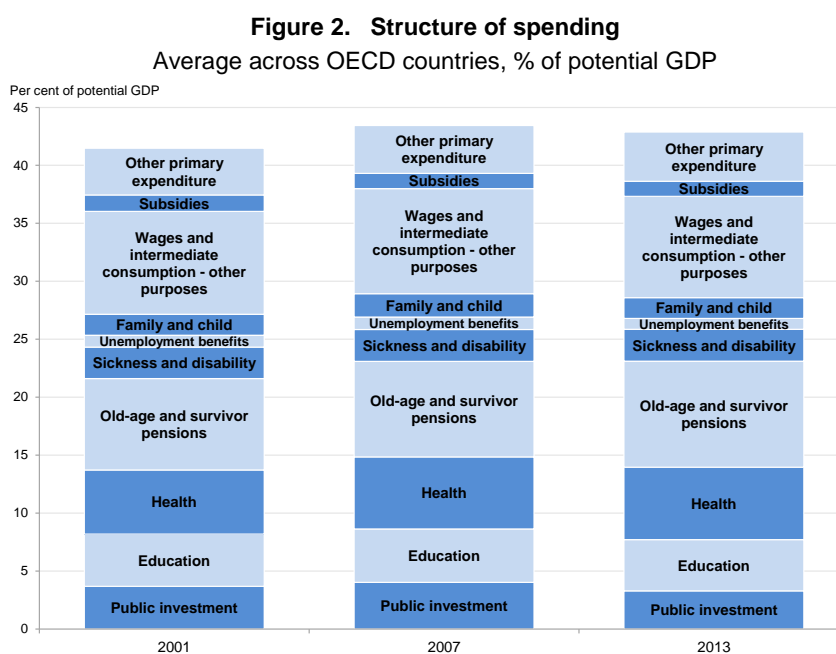 Figure 2. Structure of spending
Average across OECD countries, % of potential GDP
Per cent of potential GDP
45
40
35
30
25
20
15
10
5
0
Other primary
expenditure
Subsidies
Wages and
intermediate
consumption - other
purposes
Family and child
Unemployment benefits
Sickness and disability
Old-age and survivor
pensions
Health
Education
Public investment
Other primary
expenditure
Subsidies
Wages and
intermediate
consumption - other
purposes
Family and child
Unemployment benefits
Sickness and disability
Old-age and survivor
pensions
Health
Education
Public investment
Other primary
expenditure
Subsidies
Wages and
intermediate
consumption - other
purposes
Family and child
Unemployment benefits
Sickness and disability
Old-age and survivor
pensions
Health
Education
Public investment
2001
2007
2013